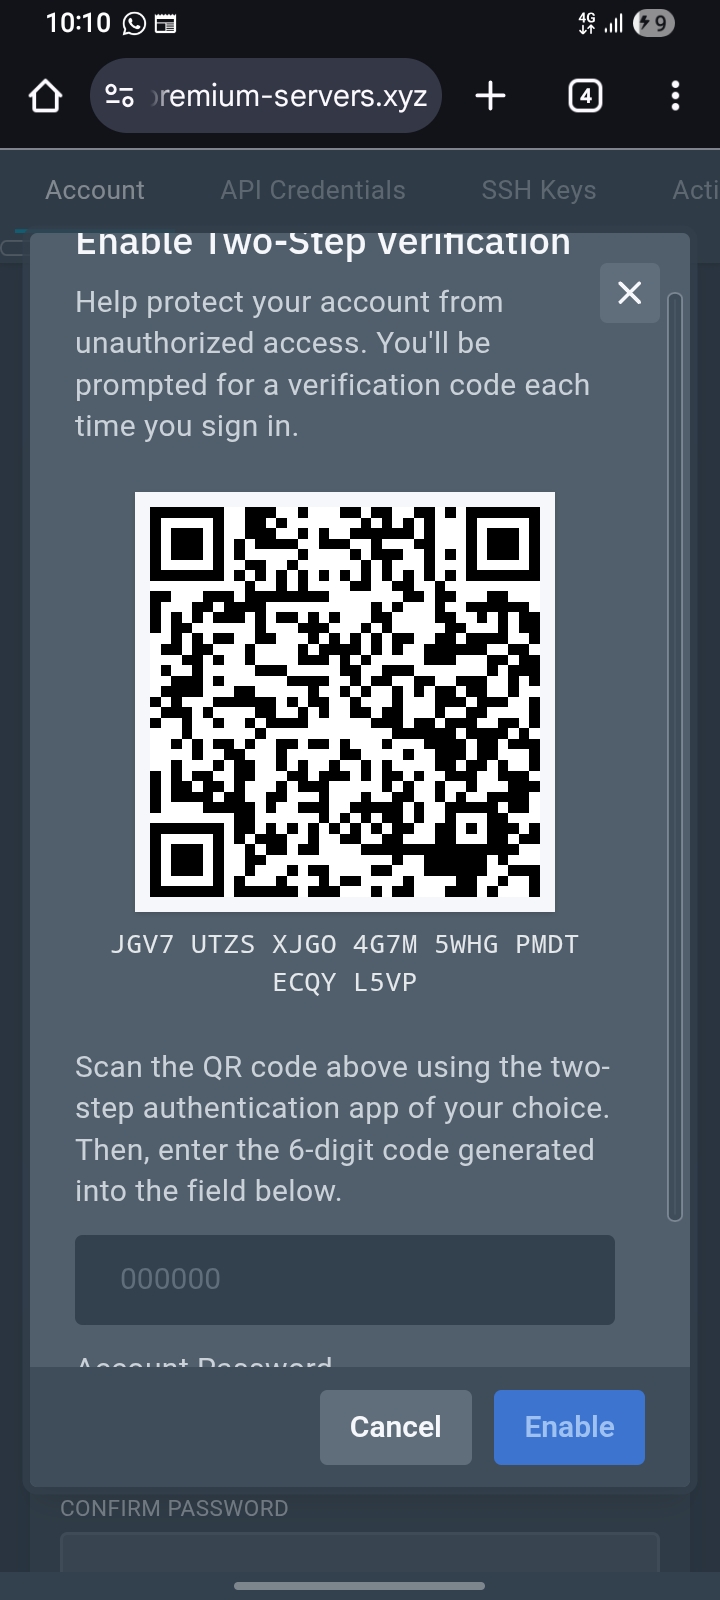 10:10
4G
9
remium-servers.xyz
4
Account API Credentials SSH Keys Acti
Enable Two-Step Verification
Help protect your account from
unauthorized access. You'll be
prompted for a verification code each
time you sign in.
JGV7 UTZS XJGO 4G7M 5WHG PMDT
ECQY L5VP
Scan the QR code above using the two-
step authentication app of your choice.
Then, enter the 6-digit code generated
into the field below.
000000
Account Password
Cancel Enable
CONFIRM PASSWORD